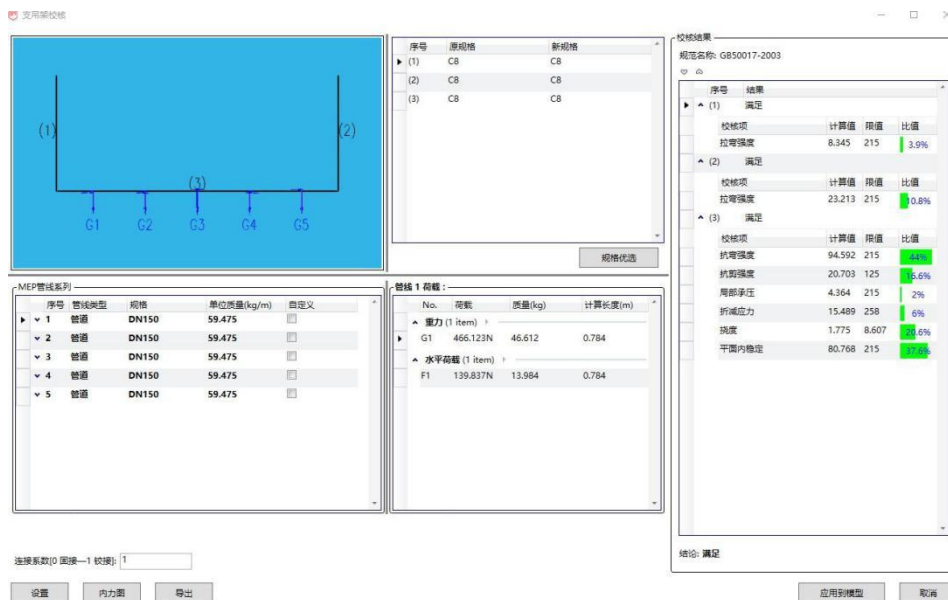 支吊架校核
(1)
(2)
(3)
G1 G2 G3 G4 G5
序号 原规格 新规格
(1) C8 C8
(2) C8 C8
(3) C8 C8
规格优选
MEP管线系列
序号 管线类型 规格 单位质量(kg/m) 自定义
1 管道 DN150 59.475
2 管道 DN150 59.475
3 管道 DN150 59.475
4 管道 DN150 59.475
5 管道 DN150 59.475
管线 1 荷载：
No. 荷载 质量(kg) 计算长度(m)
重力 (1 item)
G1 466.123N 46.612 0.784
水平荷载 (1 item)
F1 139.837N 13.984 0.784
校核结果
规范名称: GB50017-2003
序号 结果
(1) 满足
校核项 计算值 限值 比值
拉弯强度 8.345 215 3.9%
(2) 满足
校核项 计算值 限值 比值
拉弯强度 23.213 215 10.8%
(3) 满足
校核项 计算值 限值 比值
抗弯强度 94.592 215 44%
抗剪强度 20.703 125 16.6%
局部承压 4.364 215 2%
折减应力 15.489 258 6%
挠度 1.775 8.607 20.6%
平面内稳定 80.768 215 37.6%
结论: 满足
连接系数[0 固接—1 铰接]: 1
设置 内力图 导出
应用到模型 取消